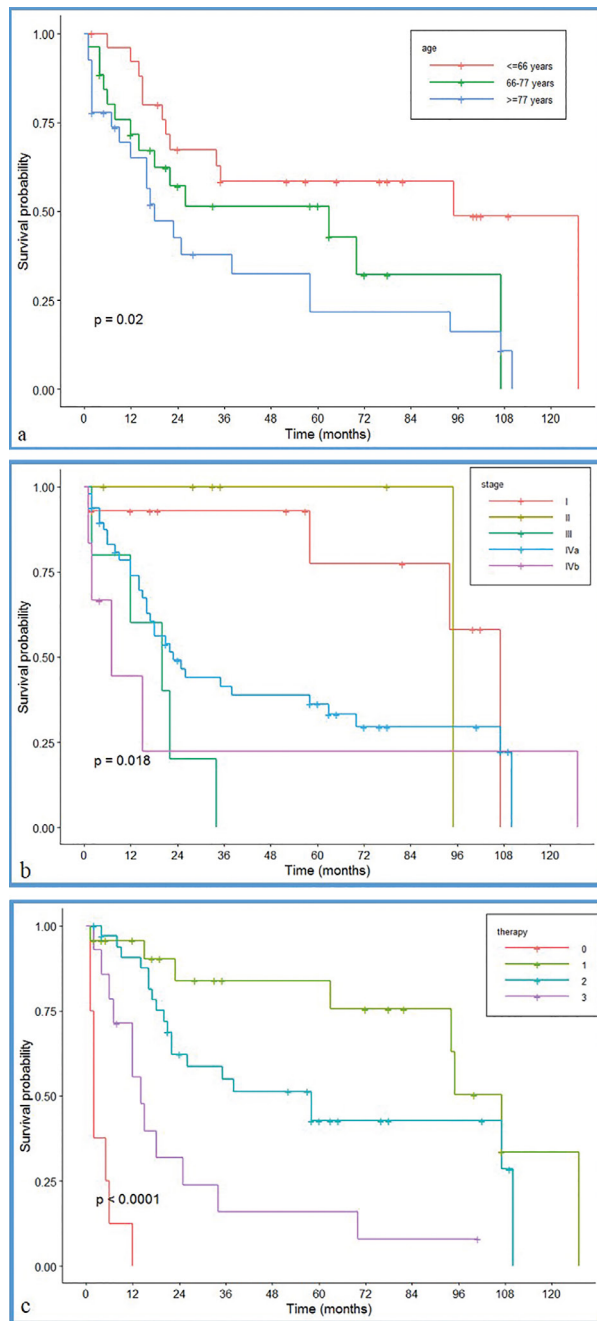 1.00
0.75
0.50
0.25
0.00
Survival probability
age
<=66 years
66-77 years
>=77 years
p = 0.02
0 12 24 36 48 60 72 84 96 108 120
Time (months)
a
1.00
0.75
0.50
0.25
0.00
Survival probability
stage
I
II
III
IVa
IVb
p = 0.018
0 12 24 36 48 60 72 84 96 108 120
Time (months)
b
1.00
0.75
0.50
0.25
0.00
Survival probability
therapy
0
1
2
3
p < 0.0001
0 12 24 36 48 60 72 84 96 108 120
Time (months)
c